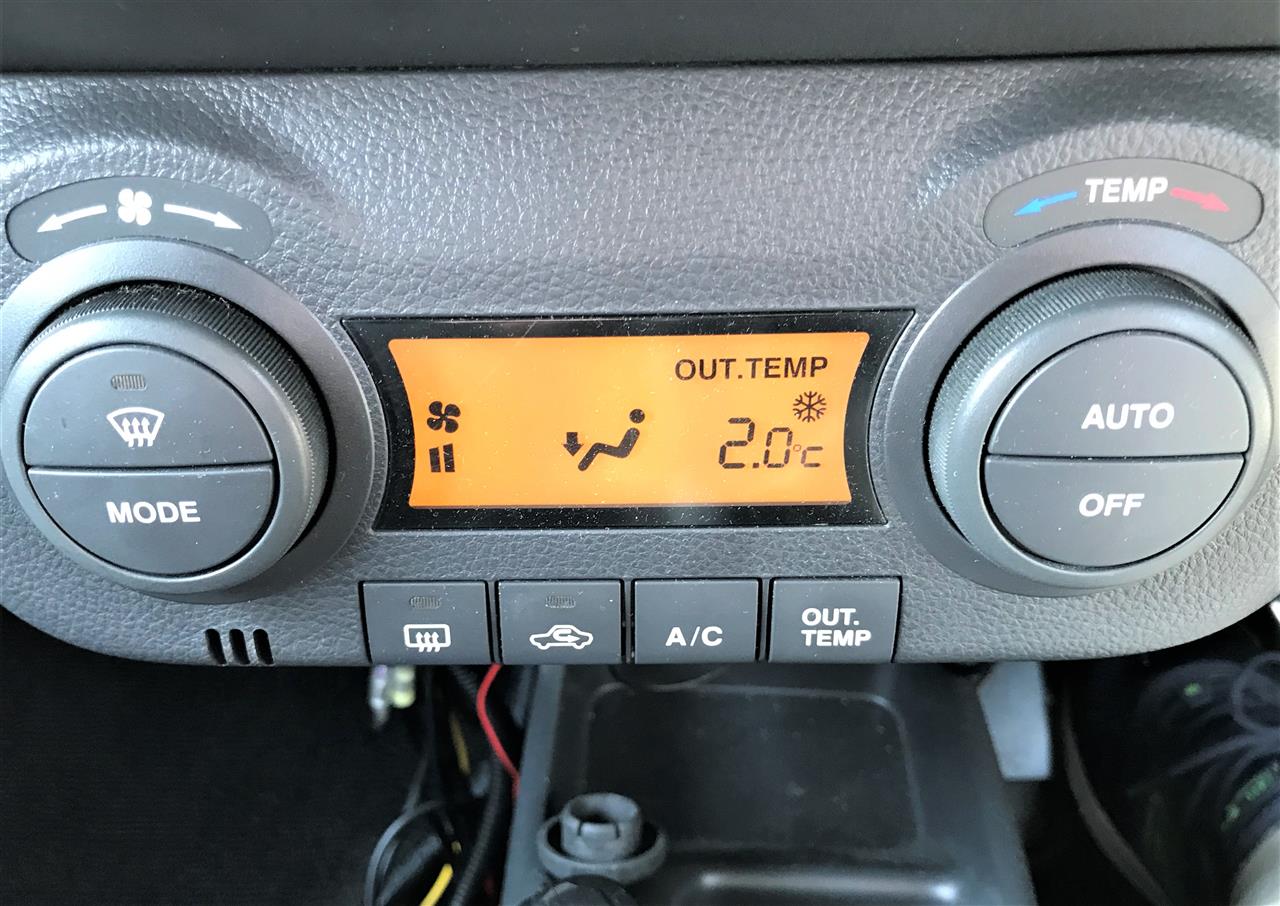 TEMP
OUT.TEMP
2.0°C
AUTO
MODE
OFF
A/C
OUT.
TEMP